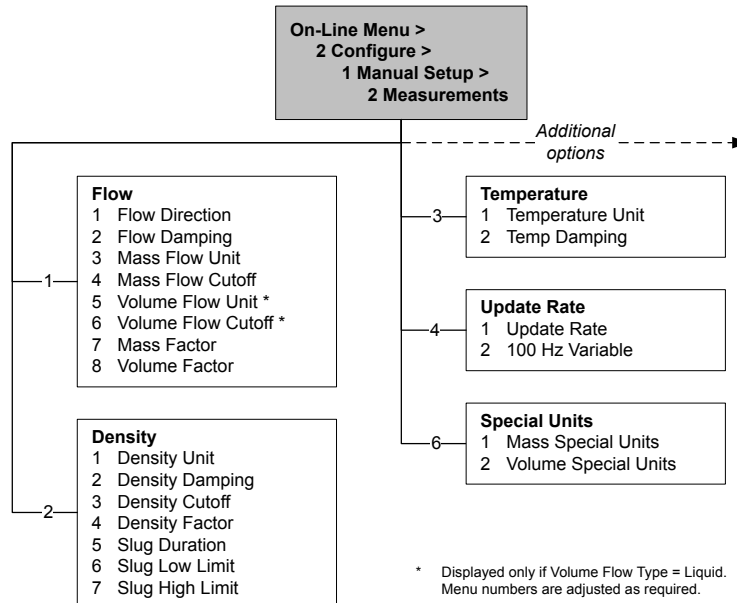 On-Line Menu >
2 Configure >
1 Manual Setup >
2 Measurements
Additional
options
1
Flow
1 Flow Direction
2 Flow Damping
3 Mass Flow Unit
4 Mass Flow Cutoff
5 Volume Flow Unit *
6 Volume Flow Cutoff *
7 Mass Factor
8 Volume Factor
2
Density
1 Density Unit
2 Density Damping
3 Density Cutoff
4 Density Factor
5 Slug Duration
6 Slug Low Limit
7 Slug High Limit
3
Temperature
1 Temperature Unit
2 Temp Damping
4
Update Rate
1 Update Rate
2 100 Hz Variable
6
Special Units
1 Mass Special Units
2 Volume Special Units
* Displayed only if Volume Flow Type = Liquid.
Menu numbers are adjusted as required.